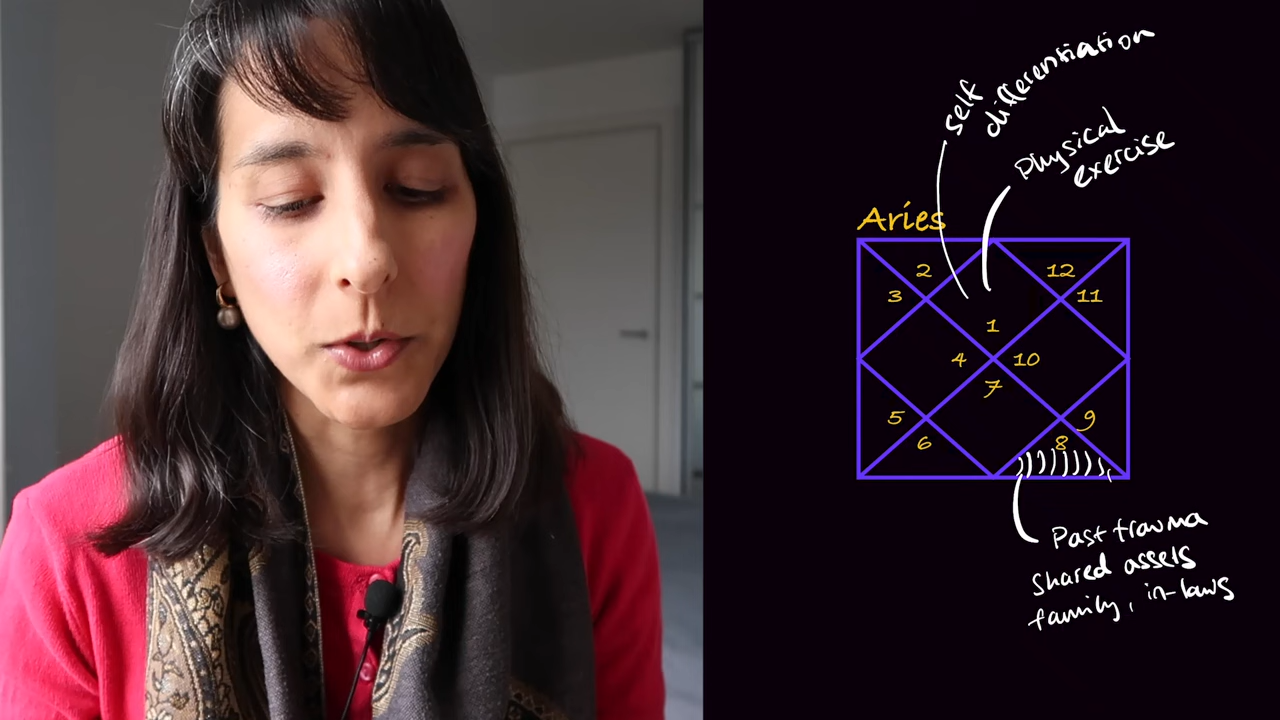 self
differentiation
Physical
exercise
Aries
2
12
3
11
1
4
10
7
5
9
6
8
Past trauma
Shared assets
family, in-laws